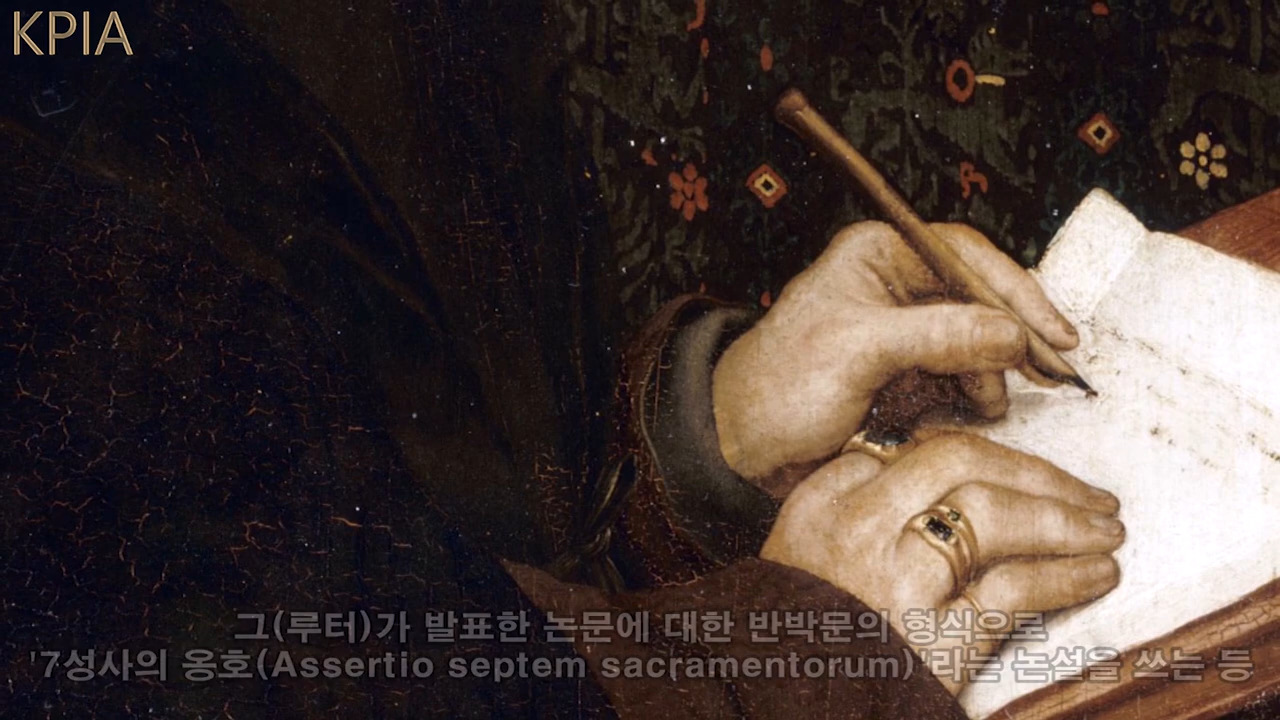 KPIA
그(루터)가 발표한 논문에 대한 반박문의 형식으로
'7성사의 옹호(Assertio septem sacramentorum)'라는 논설을 쓰는 등